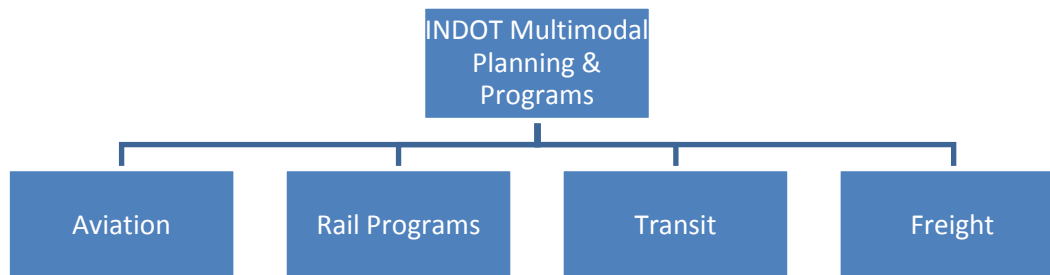 INDOT Multimodal
Planning &
Programs
Aviation
Rail Programs
Transit
Freight